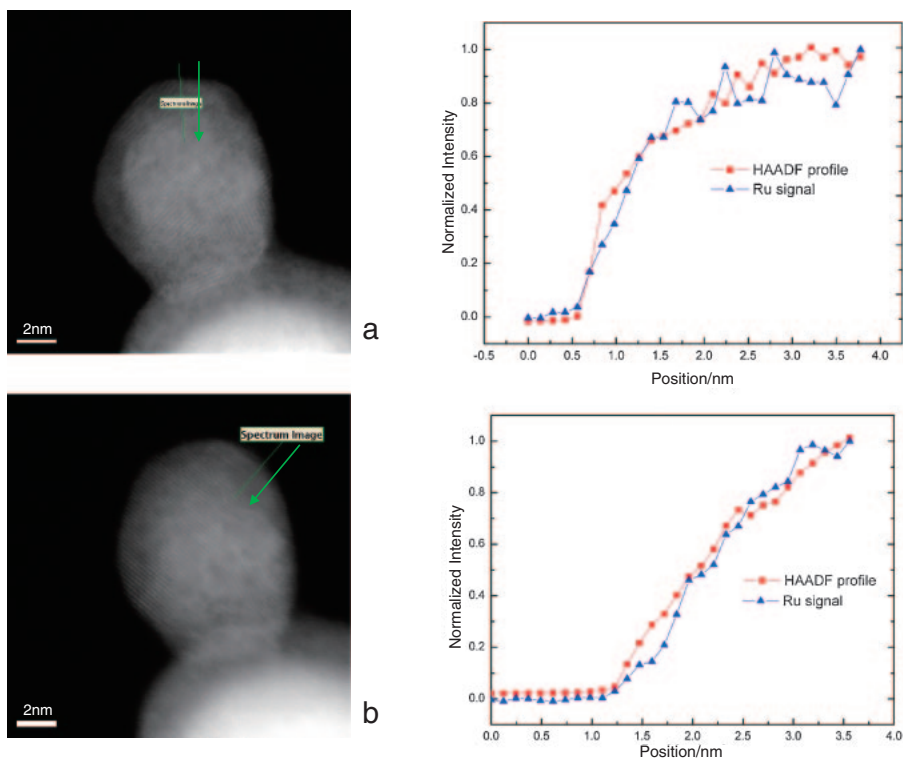 Spectrum Image
2nm
a
Normalized Intensity
1.0
0.8
0.6
0.4
0.2
0.0
HAADF profile
Ru signal
-0.5 0.0 0.5 1.0 1.5 2.0 2.5 3.0 3.5 4.0
Position/nm
Spectrum Image
2nm
b
Normalized Intensity
1.0
0.8
0.6
0.4
0.2
0.0
HAADF profile
Ru signal
0.0 0.5 1.0 1.5 2.0 2.5 3.0 3.5 4.0
Position/nm